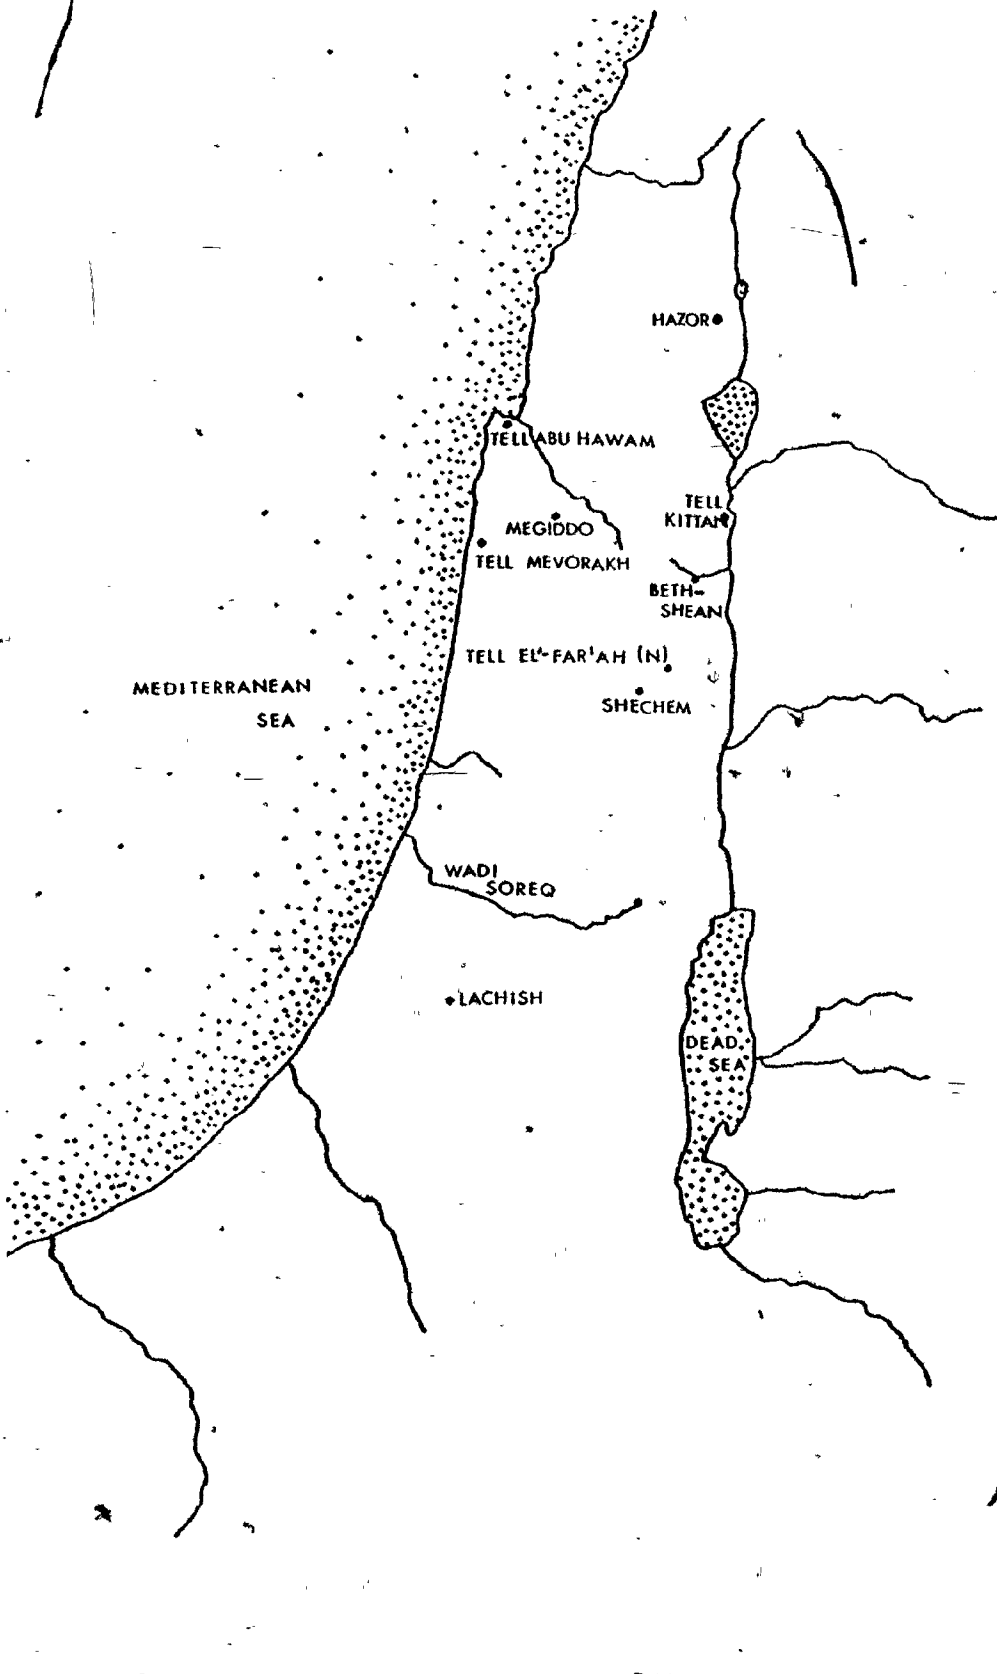 HAZOR
TELL ABU HAWAM
TELL
KITTAN
MEGIDDO
TELL MEVORAKH
BETH-
SHEAN
TELL EL-FAR'AH (N)
MEDITERRANEAN
SEA
SHECHEM
WADI
SOREQ
LACHISH
DEAD
SEA